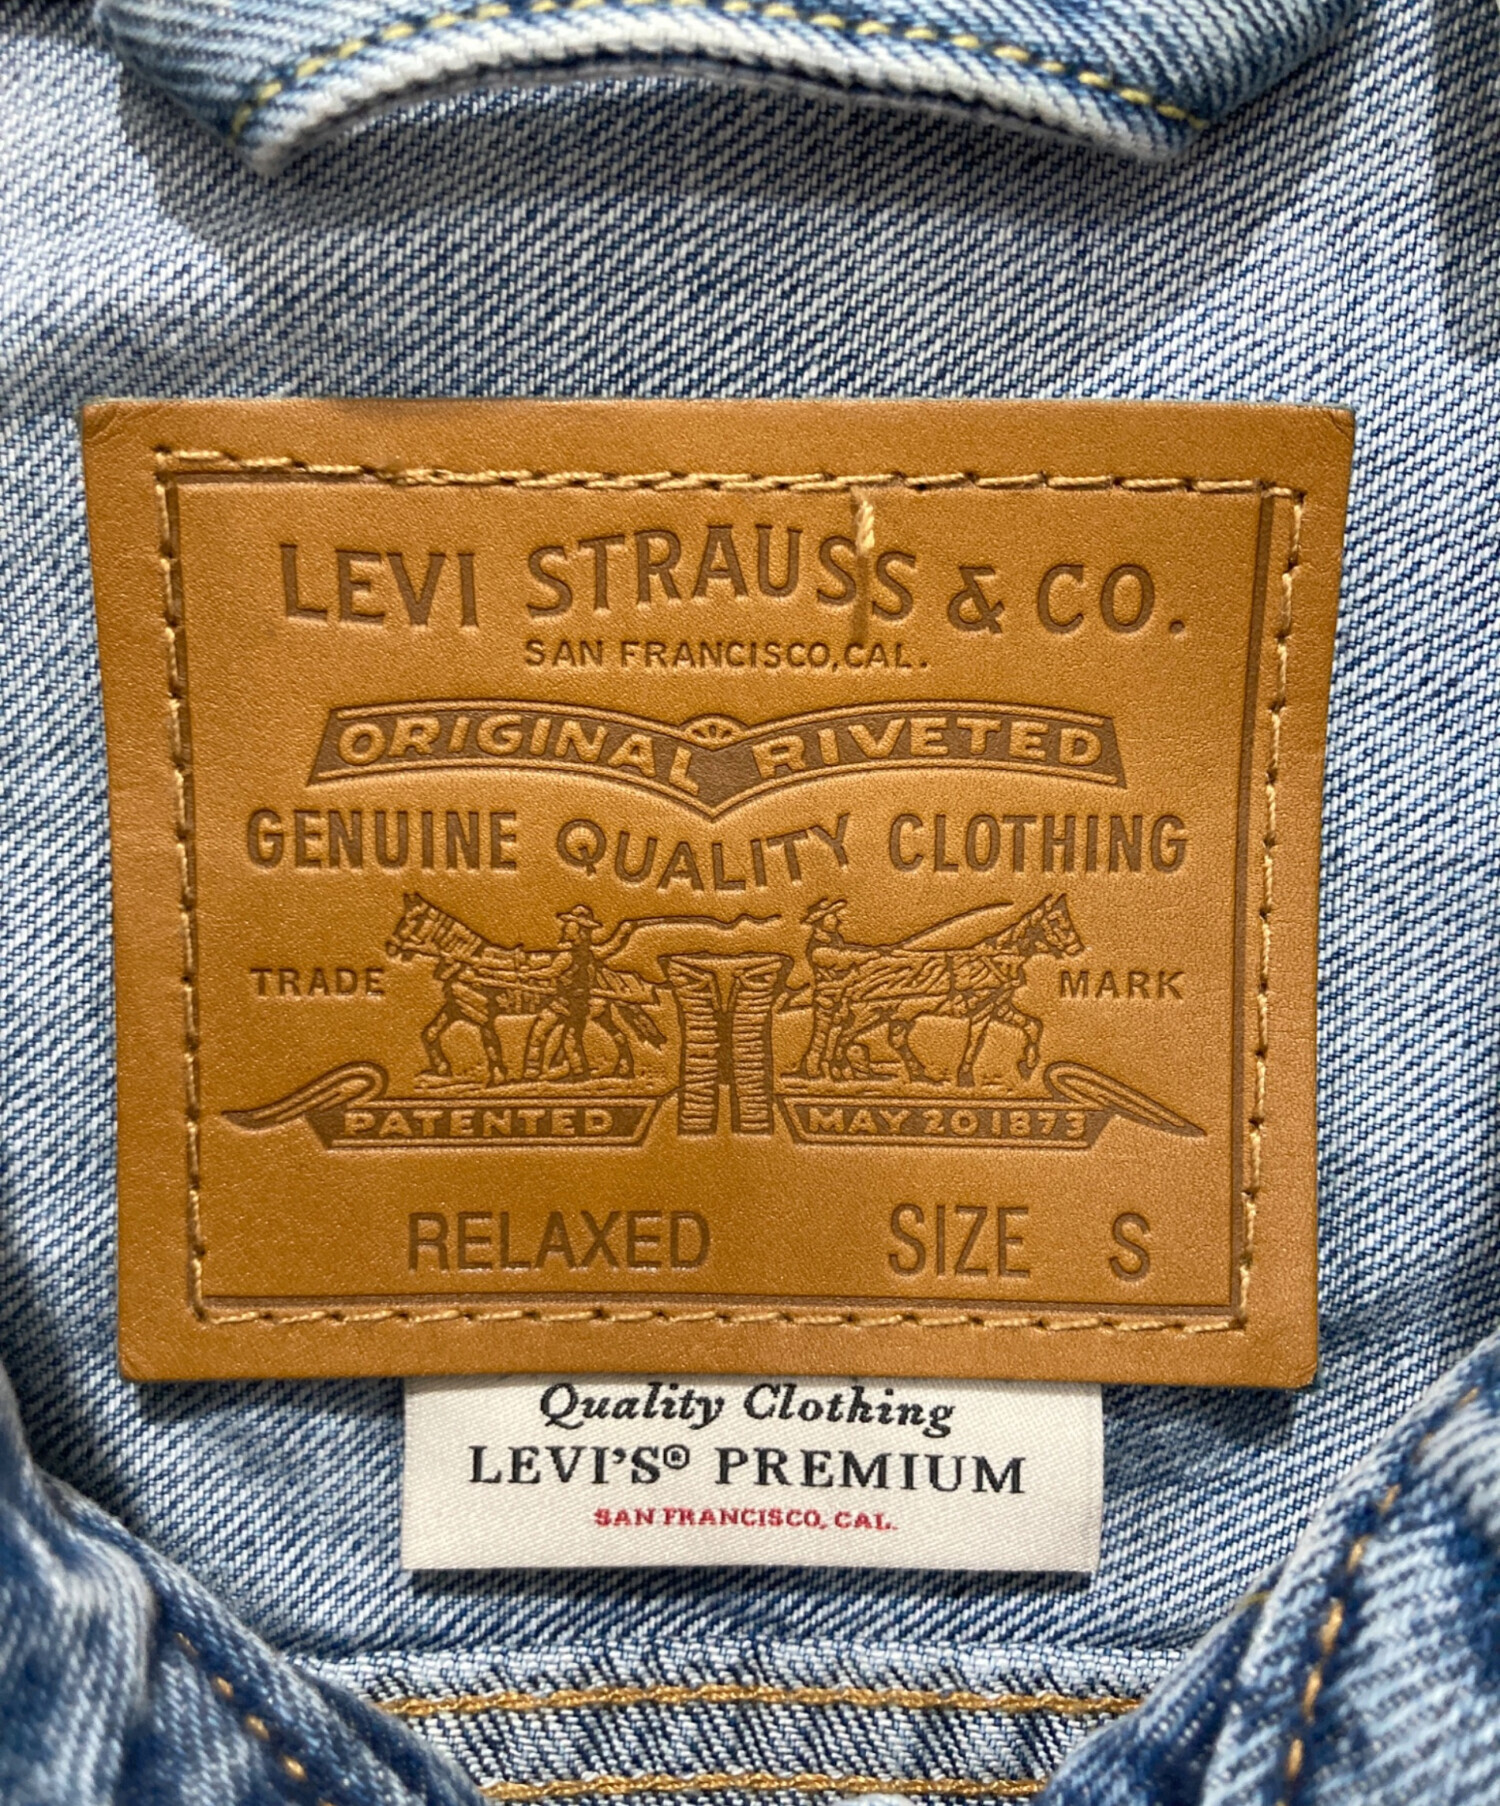 LEVI STRAUSS & CO.
SAN FRANCISCO, CAL.
ORIGINAL RIVETED
GENUINE QUALITY CLOTHING
TRADE MARK
PATENTED MAY 20 1873
RELAXED SIZE S
Quality Clothing
LEVI'S® PREMIUM
SAN FRANCISCO, CAL.